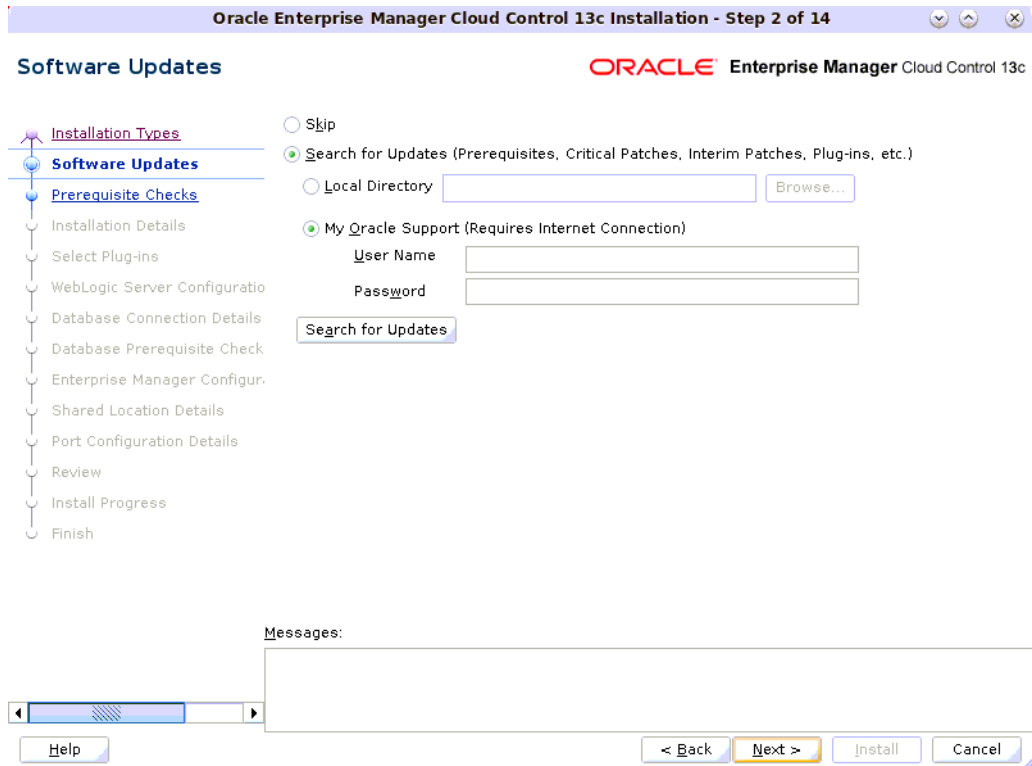 Oracle Enterprise Manager Cloud Control 13c Installation - Step 2 of 14
Software Updates
ORACLE Enterprise Manager Cloud Control 13c
Installation Types
Software Updates
Prerequisite Checks
Installation Details
Select Plug-ins
WebLogic Server Configuratio
Database Connection Details
Database Prerequisite Check
Enterprise Manager Configur
Shared Location Details
Port Configuration Details
Review
Install Progress
Finish
Skip
Search for Updates (Prerequisites, Critical Patches, Interim Patches, Plug-ins, etc.)
Local Directory
Browse...
My Oracle Support (Requires Internet Connection)
User Name
Password
Search for Updates
Messages:
Help
< Back
Next >
Install
Cancel